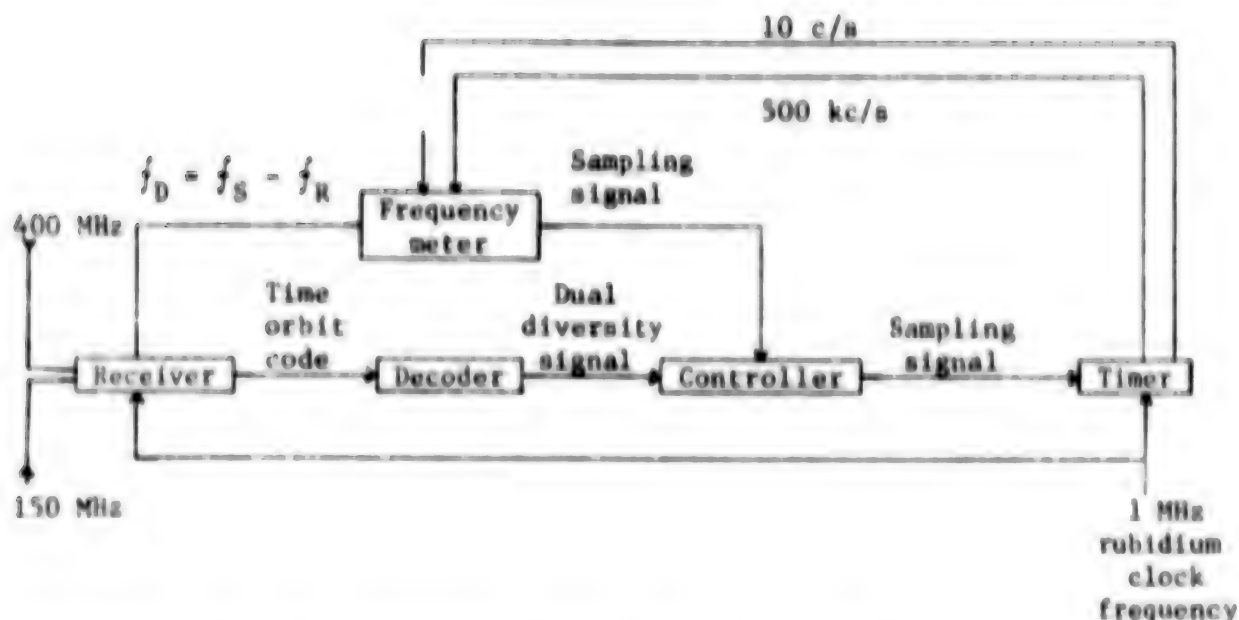 10 c/s
500 kc/s
Sampling
signal
f_D = f_S - f_R
400 MHz
Frequency
meter
Time
orbit
code
Dual
diversity
signal
Sampling
signal
Receiver
Decoder
Controller
Timer
150 MHz
1 MHz
rubidium
clock
frequency